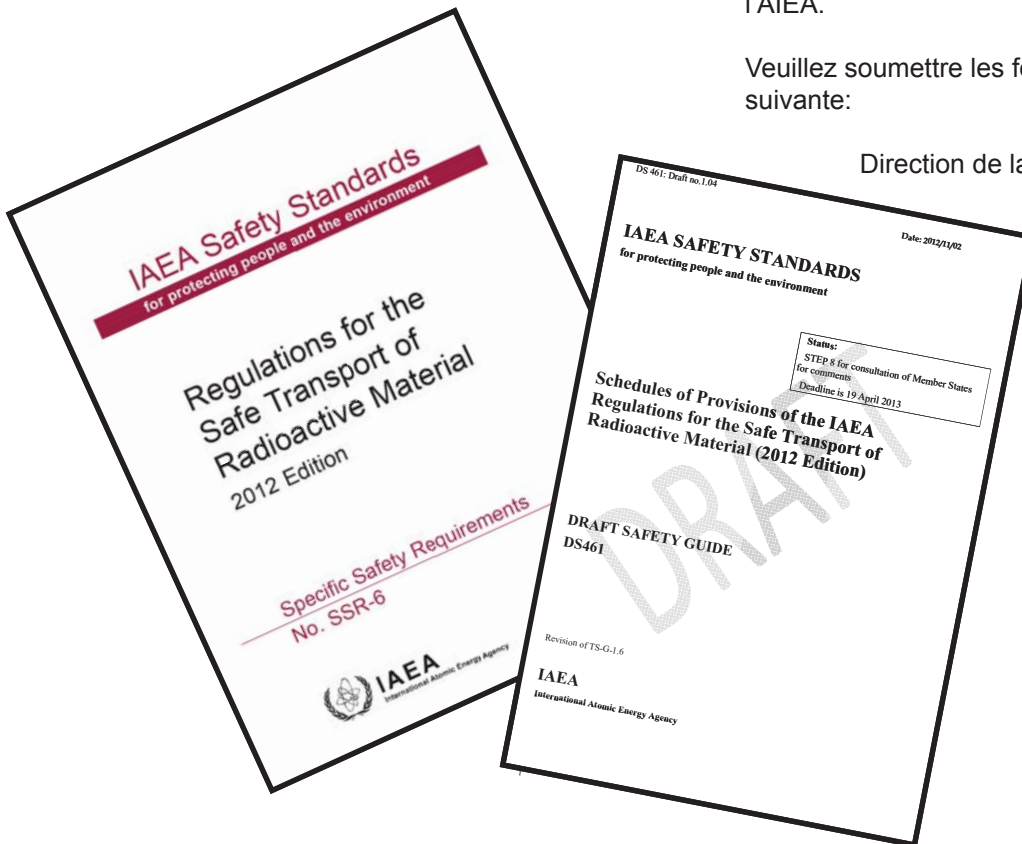 l'AIEA.
Veuillez soumettre les
suivante:
Direction de la
IAEA Safety Standards
for protecting people and the environment
Regulations for the
Safe Transport of
Radioactive Material
2012 Edition
Specific Safety Requirements
No. SSR-6
IAEA
International Atomic Energy Agency
DS 461: Draft no.1.04
Date: 2012/11/02
IAEA SAFETY STANDARDS
for protecting people and the environment
Status:
STEP 8 for consultation of Member States
for comments
Deadline is 19 April 2013
Schedules of Provisions of the IAEA
Regulations for the Safe Transport of
Radioactive Material (2012 Edition)
DRAFT
DRAFT SAFETY GUIDE
DS461
Revision of TS-G-1.6
IAEA
International Atomic Energy Agency